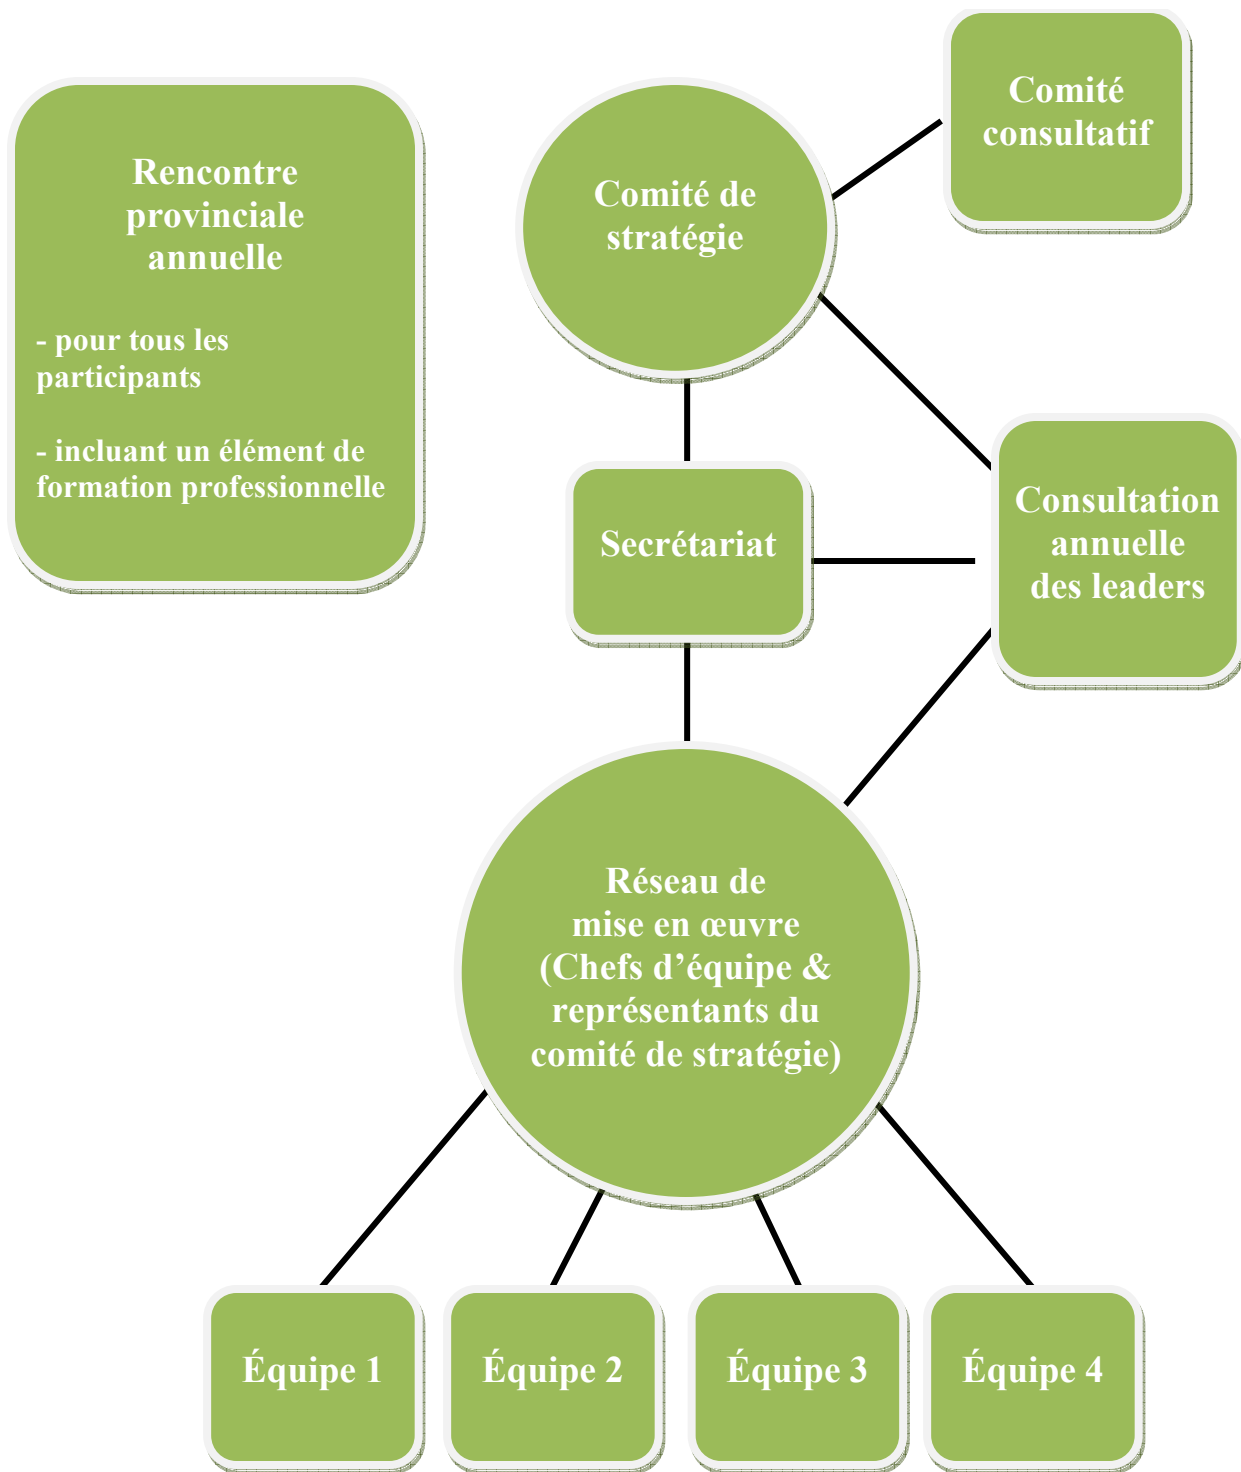 Rencontre
provinciale
annuelle
- pour tous les
participants
- incluant un élément de
formation professionnelle
Comité de
stratégie
Comité
consultatif
Secrétariat
Consultation
annuelle
des leaders
Réseau de
mise en œuvre
(Chefs d’équipe &
représentants du
comité de stratégie)
Équipe 1
Équipe 2
Équipe 3
Équipe 4